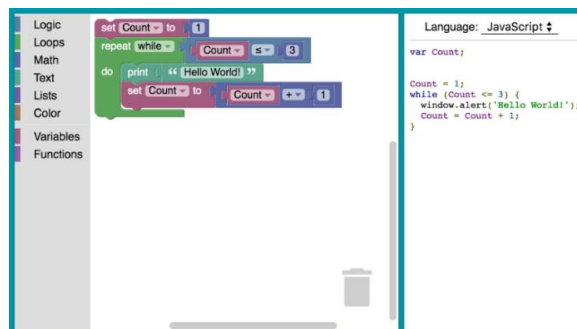 Logic
Loops
Math
Text
Lists
Color
Variables
Functions
set Count to 1
repeat while Count ≤ 3
do print “ Hello World! ”
set Count to Count + 1
Language: JavaScript
var Count;
Count = 1;
while (Count <= 3) {
window.alert('Hello World!');
Count = Count + 1;
}